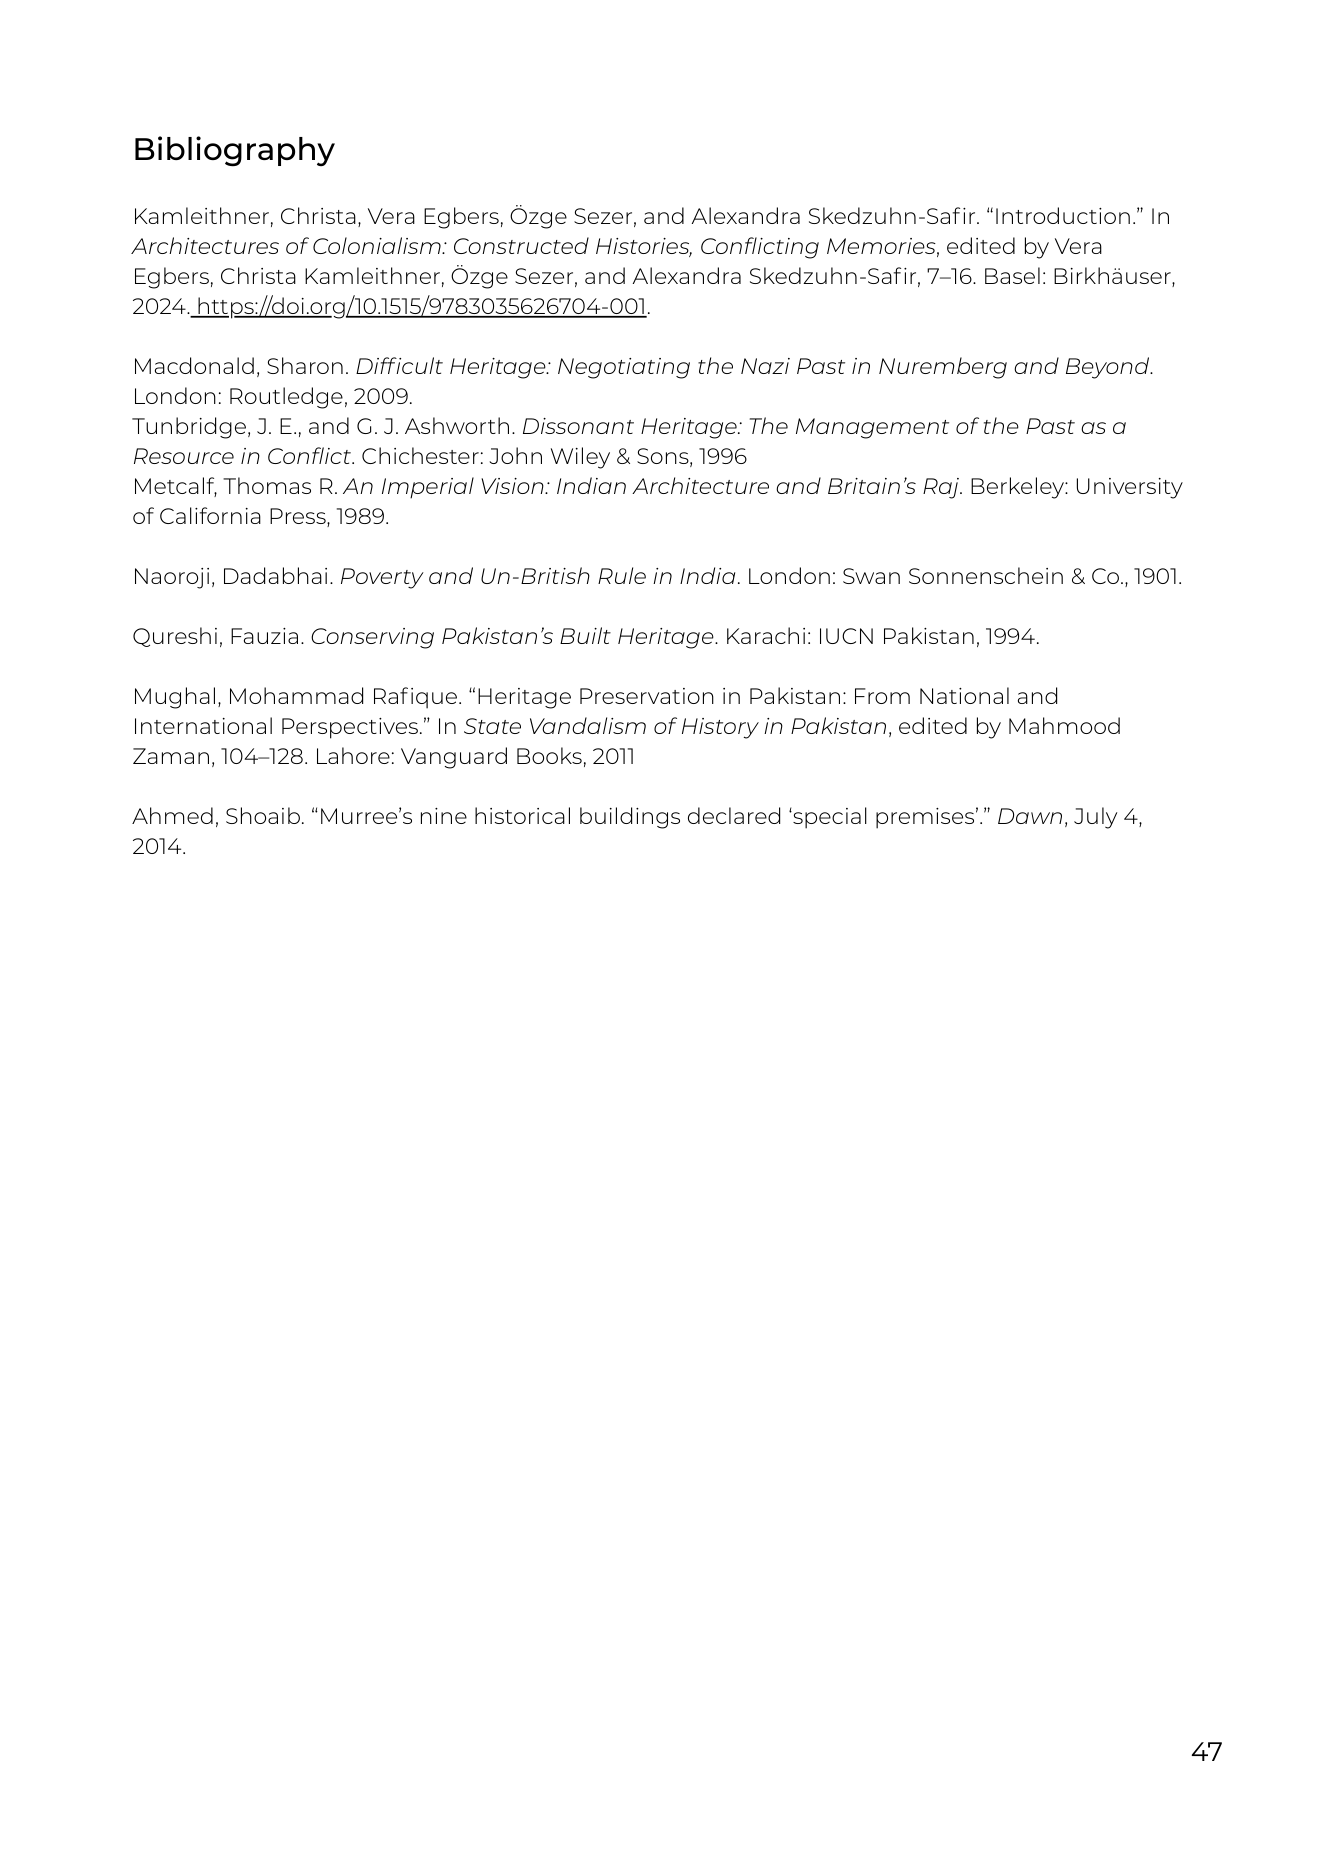 Bibliography
Kamleithner, Christa, Vera Egbers, Özge Sezer, and Alexandra Skedzuhn-Safir. “Introduction.” In
Architectures of Colonialism: Constructed Histories, Conflicting Memories, edited by Vera
Egbers, Christa Kamleithner, Özge Sezer, and Alexandra Skedzuhn-Safir, 7–16. Basel: Birkhäuser,
2024. https://doi.org/10.1515/9783035626704-001.
Macdonald, Sharon. Difficult Heritage: Negotiating the Nazi Past in Nuremberg and Beyond.
London: Routledge, 2009.
Tunbridge, J. E., and G. J. Ashworth. Dissonant Heritage: The Management of the Past as a
Resource in Conflict. Chichester: John Wiley & Sons, 1996
Metcalf, Thomas R. An Imperial Vision: Indian Architecture and Britain’s Raj. Berkeley: University
of California Press, 1989.
Naoroji, Dadabhai. Poverty and Un-British Rule in India. London: Swan Sonnenschein & Co., 1901.
Qureshi, Fauzia. Conserving Pakistan’s Built Heritage. Karachi: IUCN Pakistan, 1994.
Mughal, Mohammad Rafique. “Heritage Preservation in Pakistan: From National and
International Perspectives.” In State Vandalism of History in Pakistan, edited by Mahmood
Zaman, 104–128. Lahore: Vanguard Books, 2011
Ahmed, Shoaib. “Murree’s nine historical buildings declared ‘special premises’.” Dawn, July 4,
2014.
47